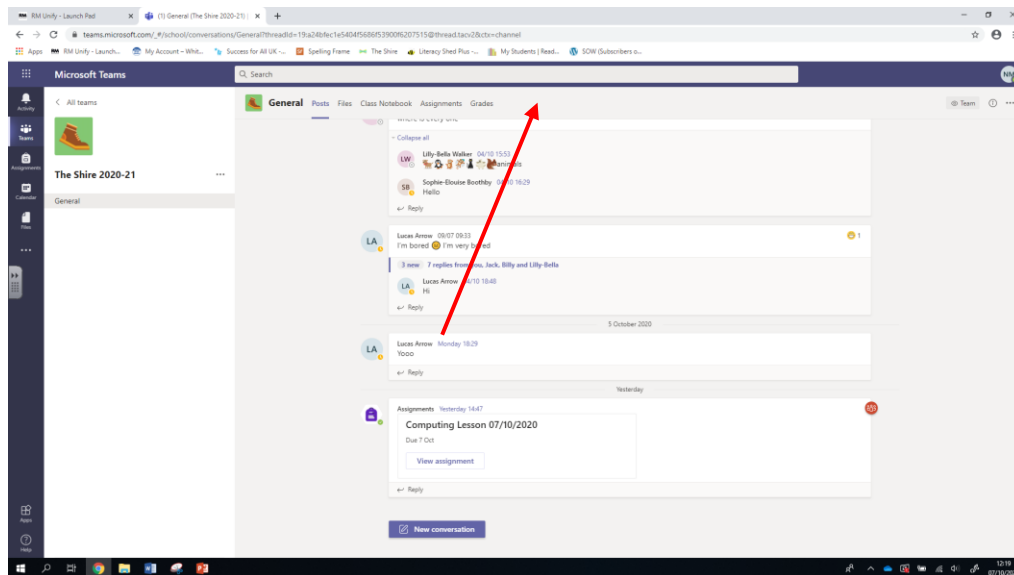 RM Unify - Launch Pad
(1) General (The Shire 2020-21) |
teams.microsoft.com/_#/school/conversations/General?threadId=19:a24bfec1e5404f5686f53900f6207515@thread.tacv2&ctx=channel
Apps
RM Unify - Launch...
My Account – Whit...
Success for All UK -...
Spelling Frame
The Shire
Literacy Shed Plus -...
My Students | Read...
SOW (Subscribers o...
Microsoft Teams
Search
NM
Activity
Teams
Assignments
Calendar
Files
Apps
Help
All teams
The Shire 2020-21
General
General Posts Files Class Notebook Assignments Grades
Team
where is every one
Collapse all
LW
Lilly-Bella Walker 04/10 15:53
animals
SB
Sophie-Elouise Boothby 04/10 16:29
Hello
Reply
LA
Lucas Arrow 09/07 09:33
1
I'm bored I'm very bored
3 new 7 replies from you, Jack, Billy and Lilly-Bella
LA
Lucas Arrow 04/10 18:48
Hi
Reply
5 October 2020
LA
Lucas Arrow Monday 18:29
Yooo
Reply
Yesterday
Assignments Yesterday 14:47
Computing Lesson 07/10/2020
Due 7 Oct
View assignment
Reply
New conversation
12:19